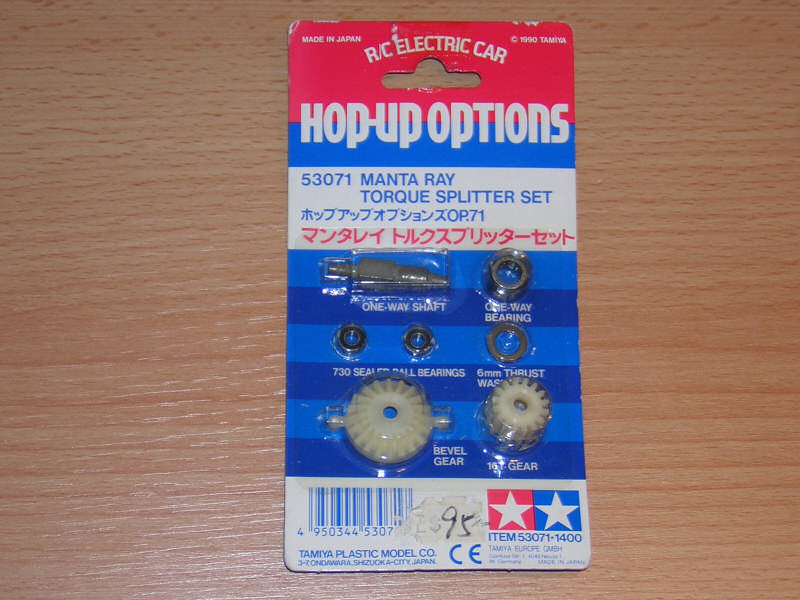 MADE IN JAPAN
R/C ELECTRIC CAR
© 1990 TAMIYA
HOP-UP OPTIONS
53071 MANTA RAY
TORQUE SPLITTER SET
ホップアップオプションズOP.71
マンタレイ トルクスプリッターセット
ONE-WAY SHAFT
ONE-WAY
BEARING
730 SEALED BALL BEARINGS
6mm THRUST
BEVEL
GEAR
16T GEAR
4 950344 5307
95
ITEM 53071•1400
TAMIYA PLASTIC MODEL CO.
3-7, ONDAWARA, SHIZUOKA-CITY, JAPAN.
CE
TAMIYA EUROPE GMBH
W. Germany
MADE IN JAPAN